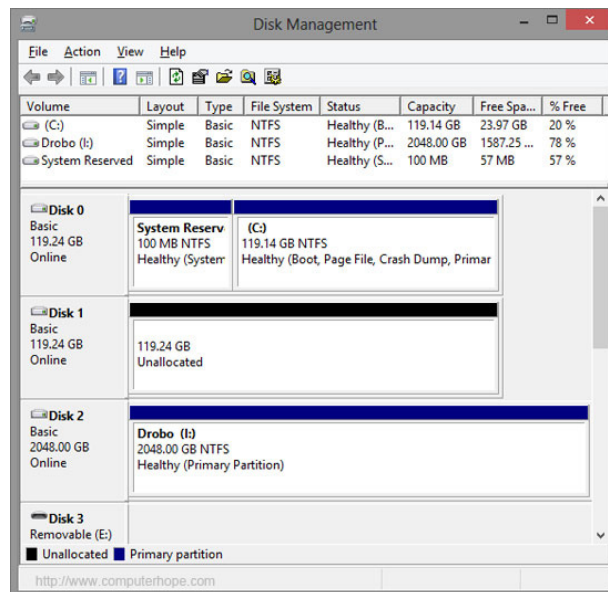 Disk Management
File Action View Help
Volume Layout Type File System Status Capacity Free Spa... % Free
(C:) Simple Basic NTFS Healthy (B... 119.14 GB 23.97 GB 20 %
Drobo (I:) Simple Basic NTFS Healthy (P... 2048.00 GB 1587.25 ... 78 %
System Reserved Simple Basic NTFS Healthy (S... 100 MB 57 MB 57 %
Disk 0
Basic
119.24 GB
Online
System Reserv
100 MB NTFS
Healthy (System
(C:)
119.14 GB NTFS
Healthy (Boot, Page File, Crash Dump, Primar
Disk 1
Basic
119.24 GB
Online
119.24 GB
Unallocated
Disk 2
Basic
2048.00 GB
Online
Drobo (I:)
2048.00 GB NTFS
Healthy (Primary Partition)
Disk 3
Removable (E:)
Unallocated Primary partition
http://www.computerhope.com